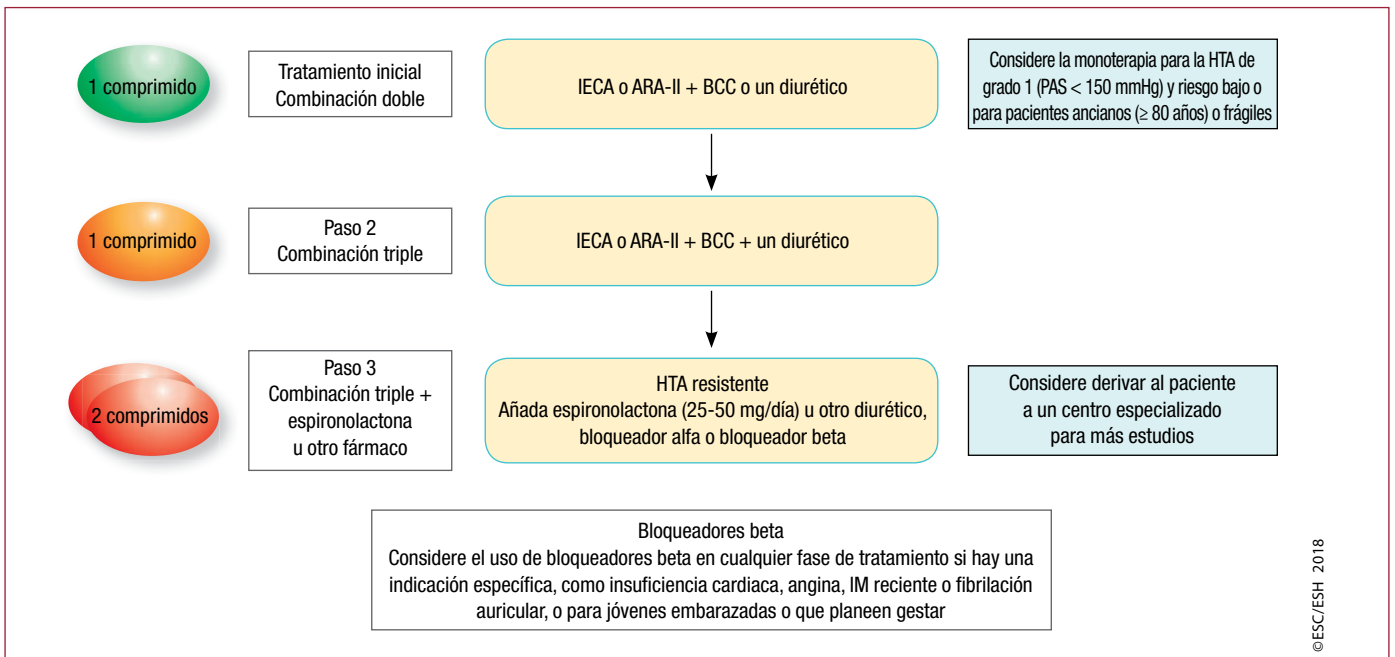 1 comprimido
Tratamiento inicial
Combinación doble
IECA o ARA-II + BCC o un diurético
Considere la monoterapia para la HTA de
grado 1 (PAS < 150 mmHg) y riesgo bajo o
para pacientes ancianos (≥ 80 años) o frágiles
1 comprimido
Paso 2
Combinación triple
IECA o ARA-II + BCC + un diurético
2 comprimidos
Paso 3
Combinación triple +
espironolactona
u otro fármaco
HTA resistente
Añada espironolactona (25-50 mg/día) u otro diurético,
bloqueador alfa o bloqueador beta
Considere derivar al paciente
a un centro especializado
para más estudios
Bloqueadores beta
Considere el uso de bloqueadores beta en cualquier fase de tratamiento si hay una
indicación específica, como insuficiencia cardiaca, angina, IM reciente o fibrilación
auricular, o para jóvenes embarazadas o que planeen gestar
©ESC/ESH 2018